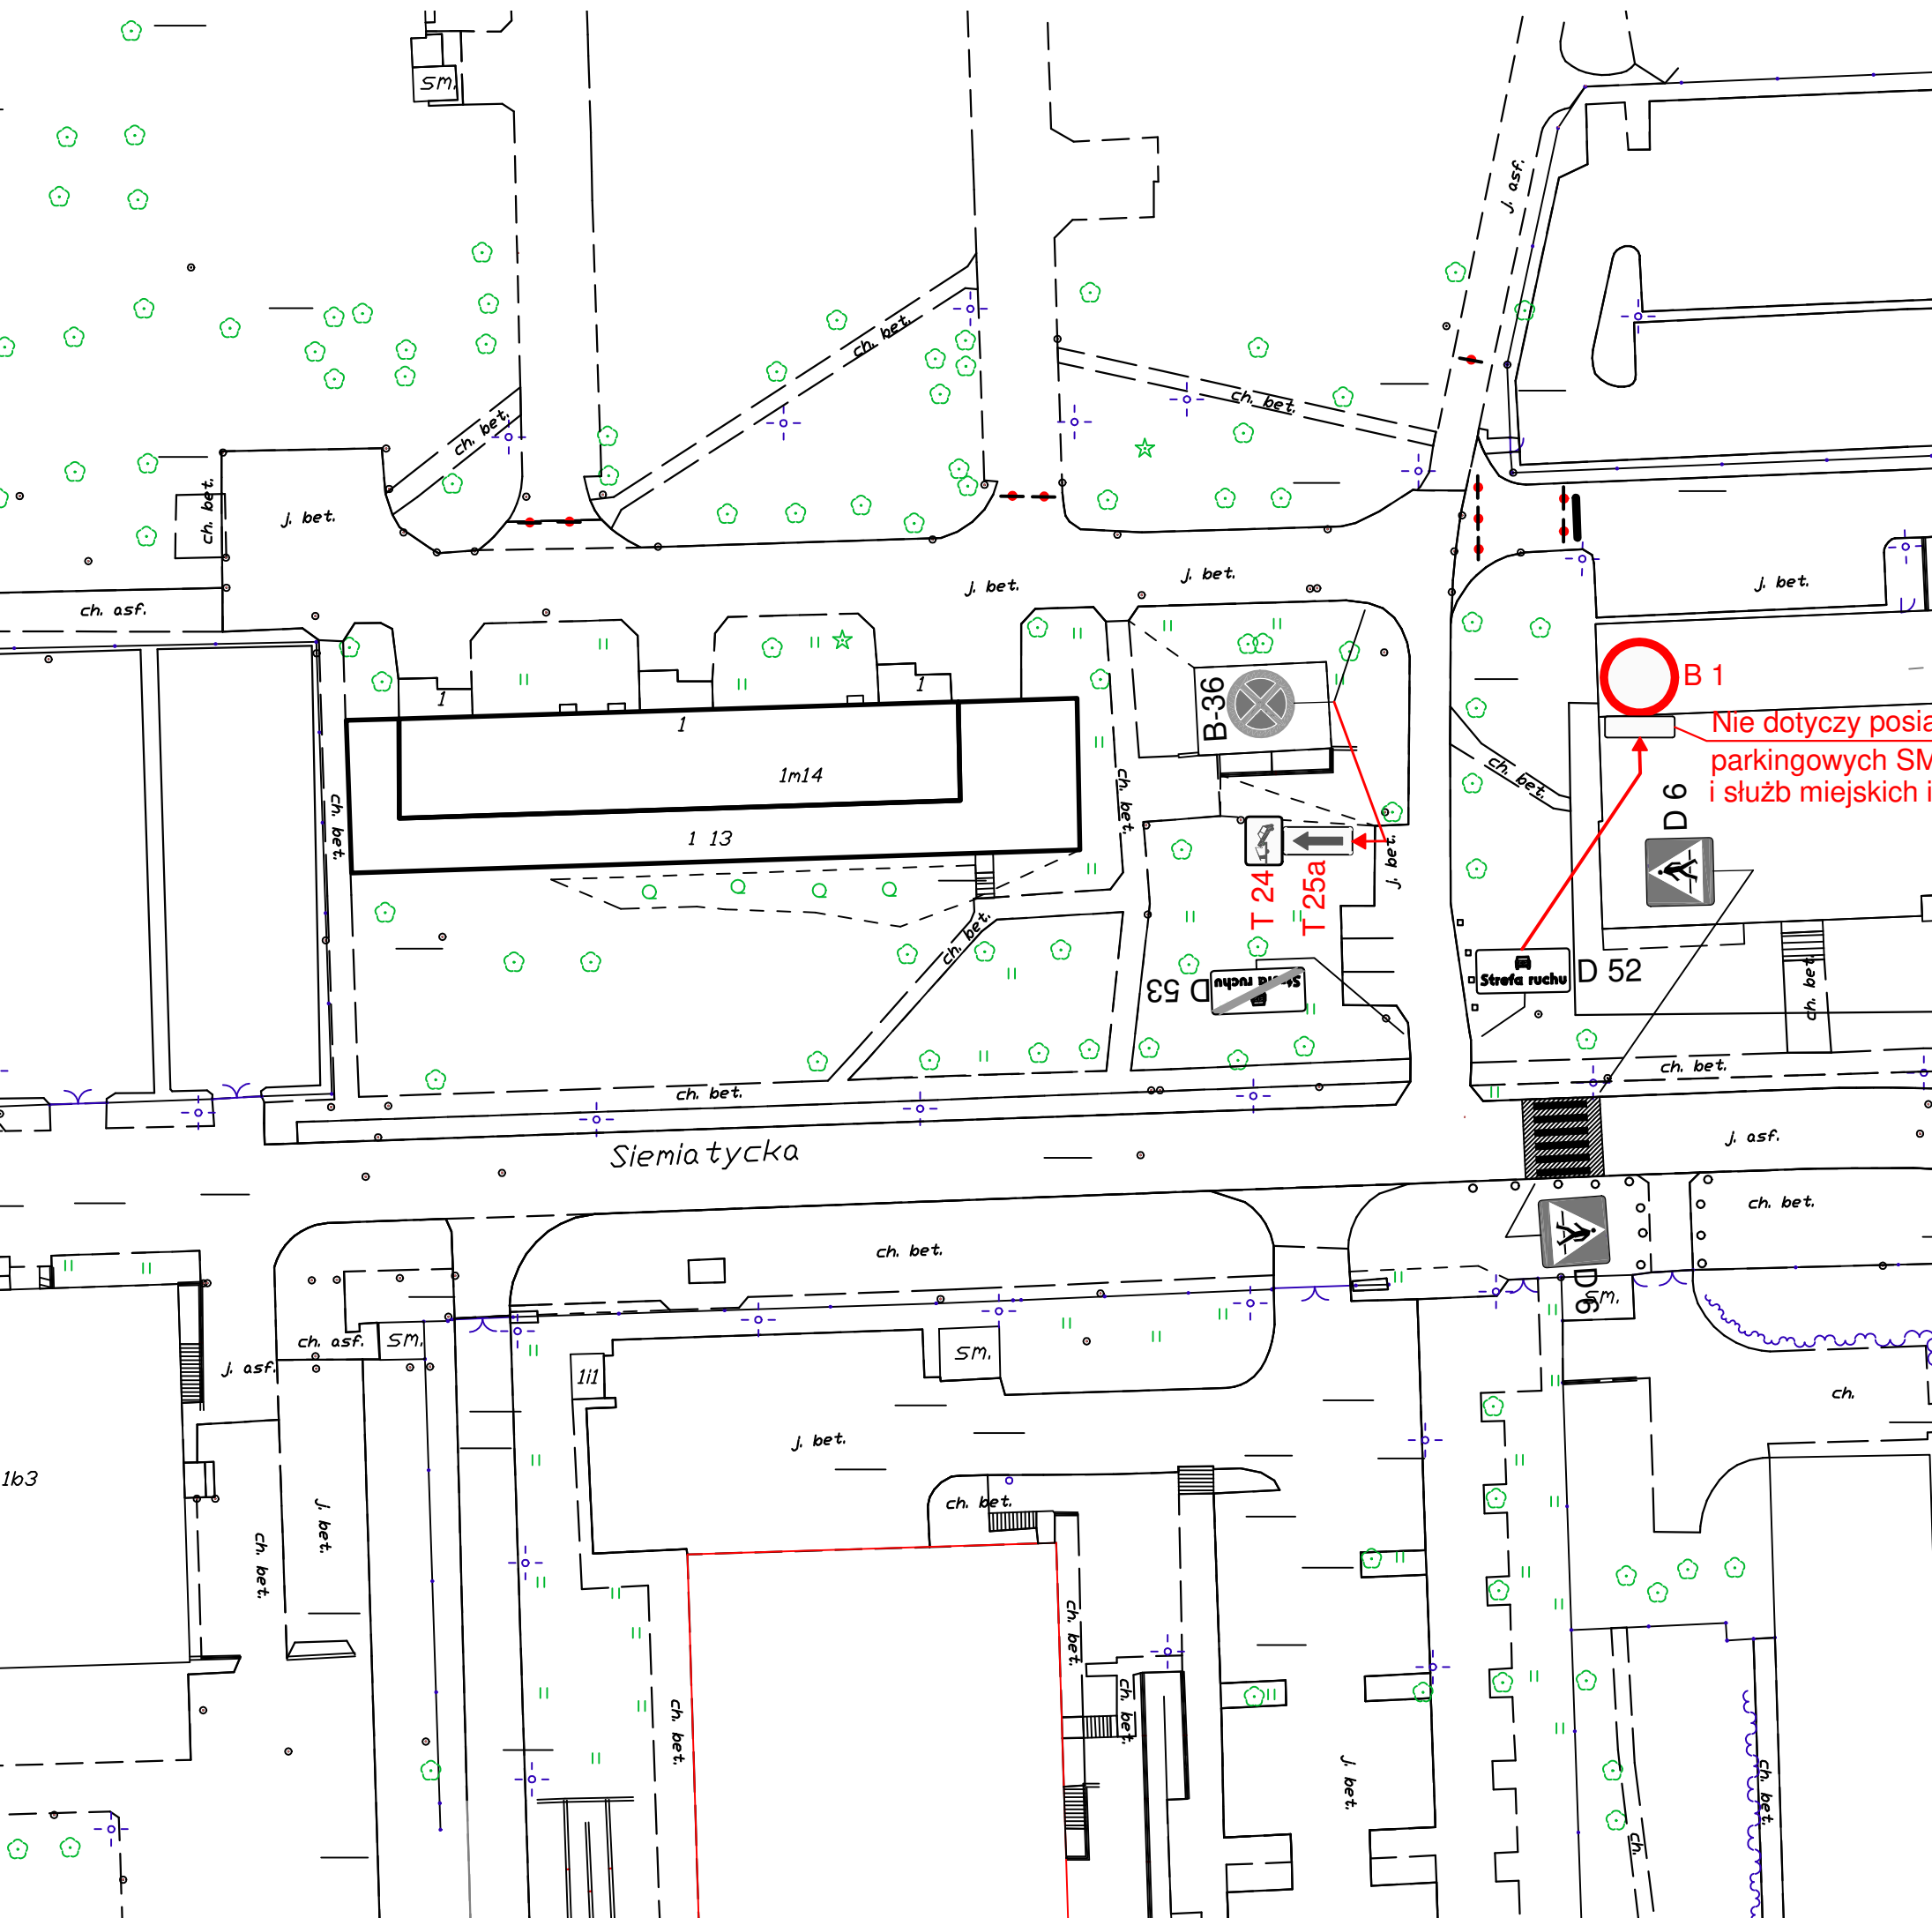 sm.
j. asf.
ch. bet.
ch. bet.
ch. bet.
ch. bet.
j. bet.
j. bet.
j. bet.
j. bet.
ch. asf.
B 1
Nie dotyczy
parkingowych SM
i służb miejskich i
B-36
1
1
1
1m14
1 13
ch. bet.
ch. bet.
ch. bet.
D 6
j. bet.
T 24
T 25a
ch. bet.
D 53
Strefa ruchu
Strefa ruchu
D 52
ch. bet.
ch. bet.
ch. bet.
Siemiatycka
j. asf.
ch. bet.
ch. bet.
D 6
sm.
ch. asf.
sm.
sm.
j. asf.
1i1
ch.
j. bet.
1b3
ch. bet.
j. bet.
ch. bet.
ch. bet.
ch. bet.
ch. bet.
j. bet.
ch. bet.
ch.